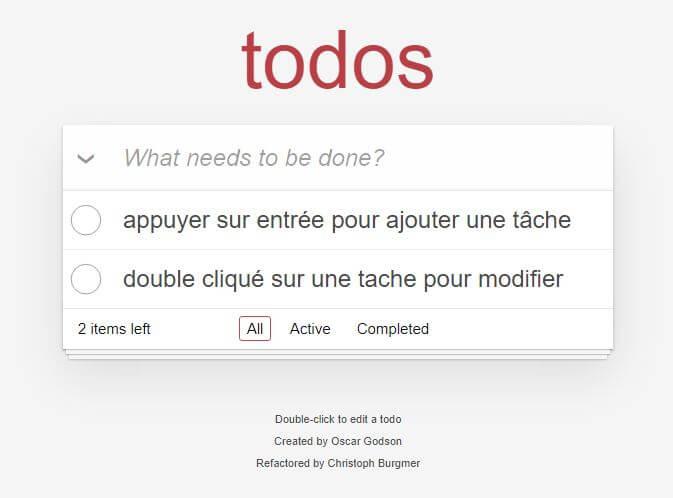 todos
What needs to be done?
appuyer sur entrée pour ajouter une tâche
double cliqué sur une tache pour modifier
2 items left All Active Completed
Double-click to edit a todo
Created by Oscar Godson
Refactored by Christoph Burgmer